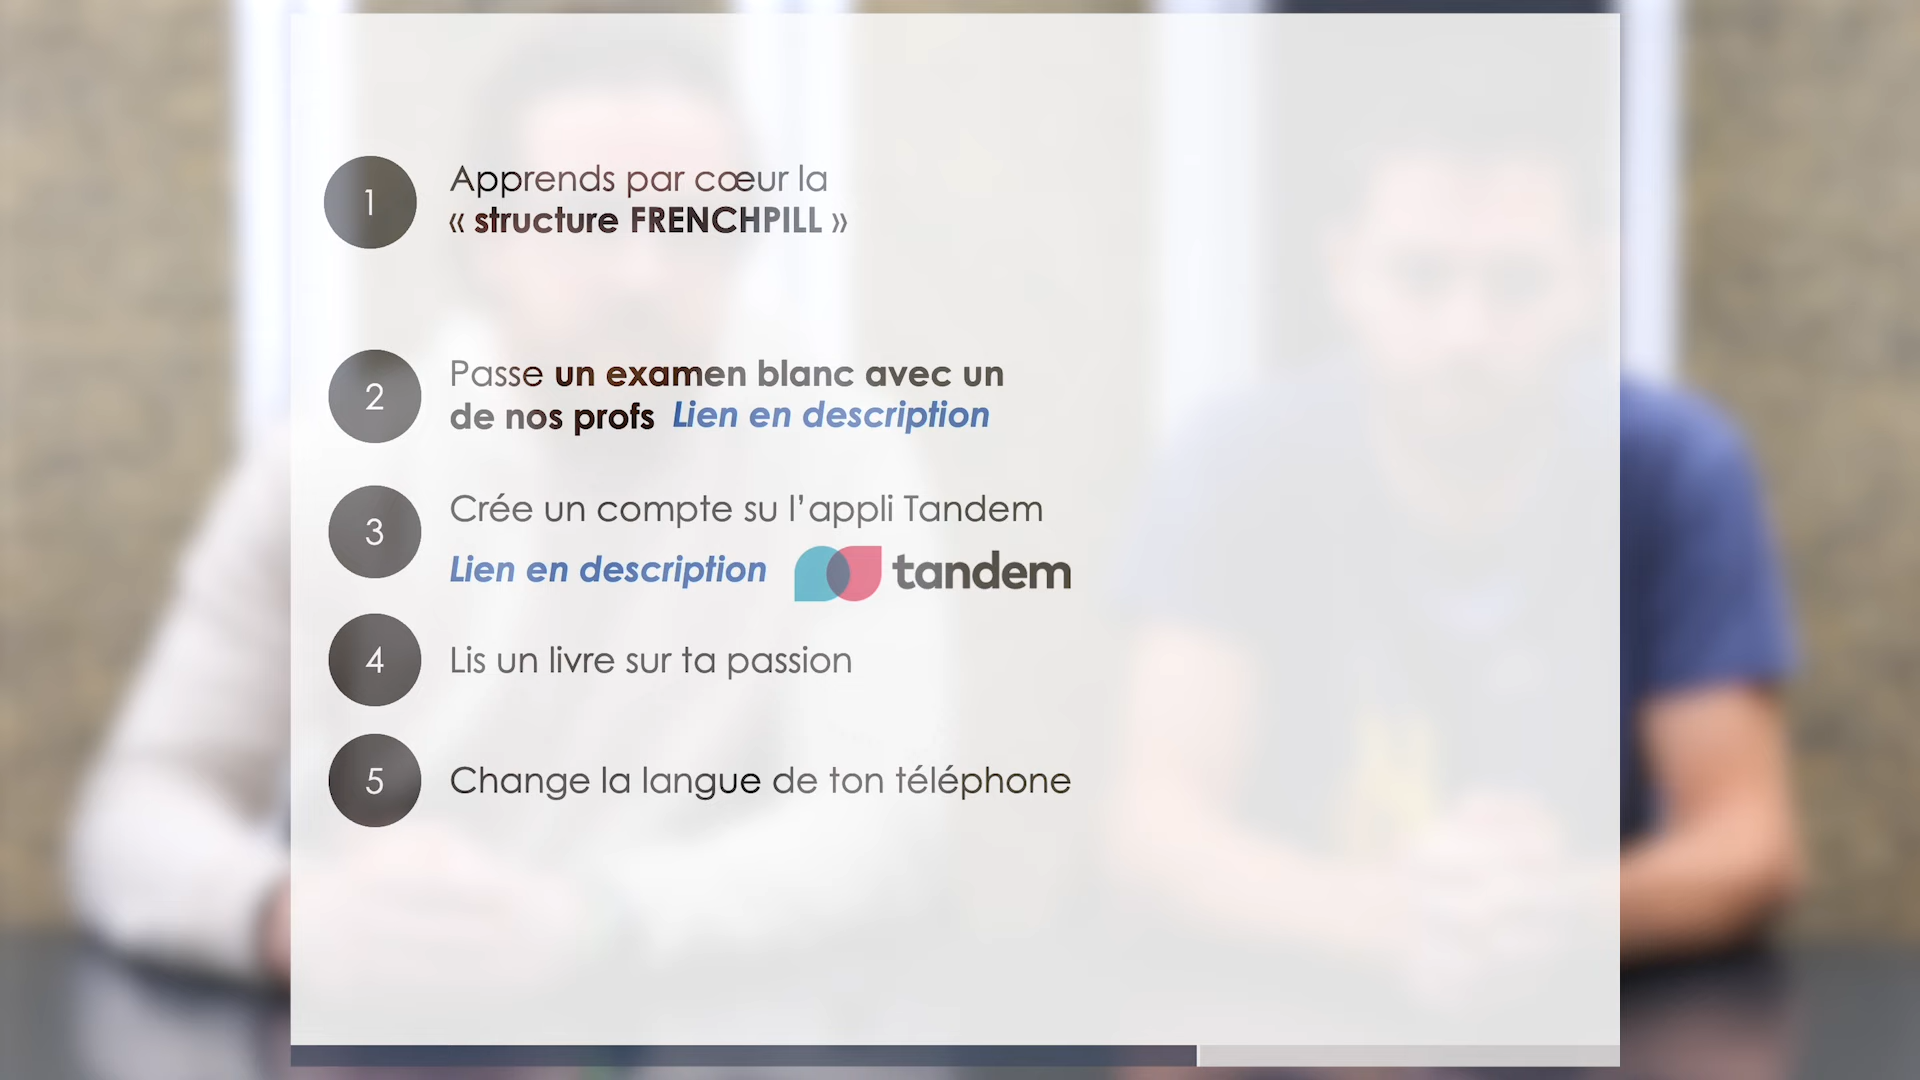 1
Apprends par cœur la
« structure FRENCHPILL »
2
Passe un examen blanc avec un
de nos profs Lien en description
3
Crée un compte su l’appli Tandem
Lien en description tandem
4
Lis un livre sur ta passion
5
Change la langue de ton téléphone